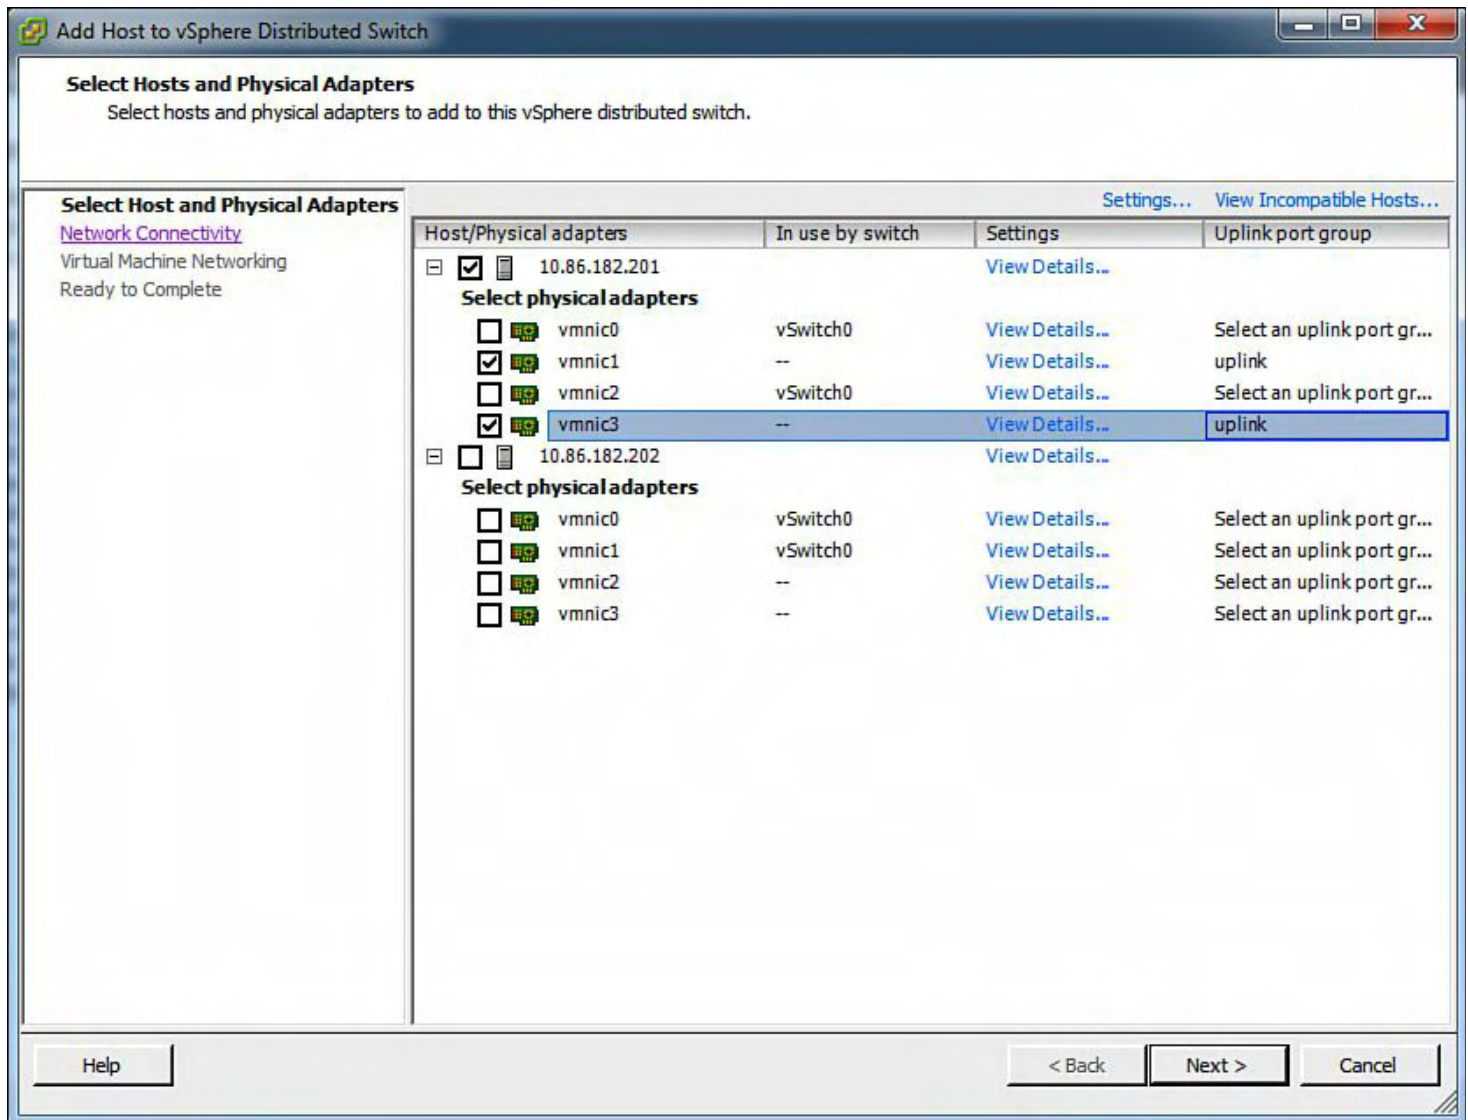 Add Host to vSphere Distributed Switch
Select Hosts and Physical Adapters
Select hosts and physical adapters to add to this vSphere distributed switch.
Select Host and Physical Adapters
Network Connectivity
Virtual Machine Networking
Ready to Complete
Settings... View Incompatible Hosts...
Host/Physical adapters In use by switch Settings Uplink port group
10.86.182.201 View Details...
Select physical adapters
vmnic0 vSwitch0 View Details... Select an uplink port gr...
vmnic1 -- View Details... uplink
vmnic2 vSwitch0 View Details... Select an uplink port gr...
vmnic3 -- View Details... uplink
10.86.182.202 View Details...
Select physical adapters
vmnic0 vSwitch0 View Details... Select an uplink port gr...
vmnic1 vSwitch0 View Details... Select an uplink port gr...
vmnic2 -- View Details... Select an uplink port gr...
vmnic3 -- View Details... Select an uplink port gr...
Help < Back Next > Cancel